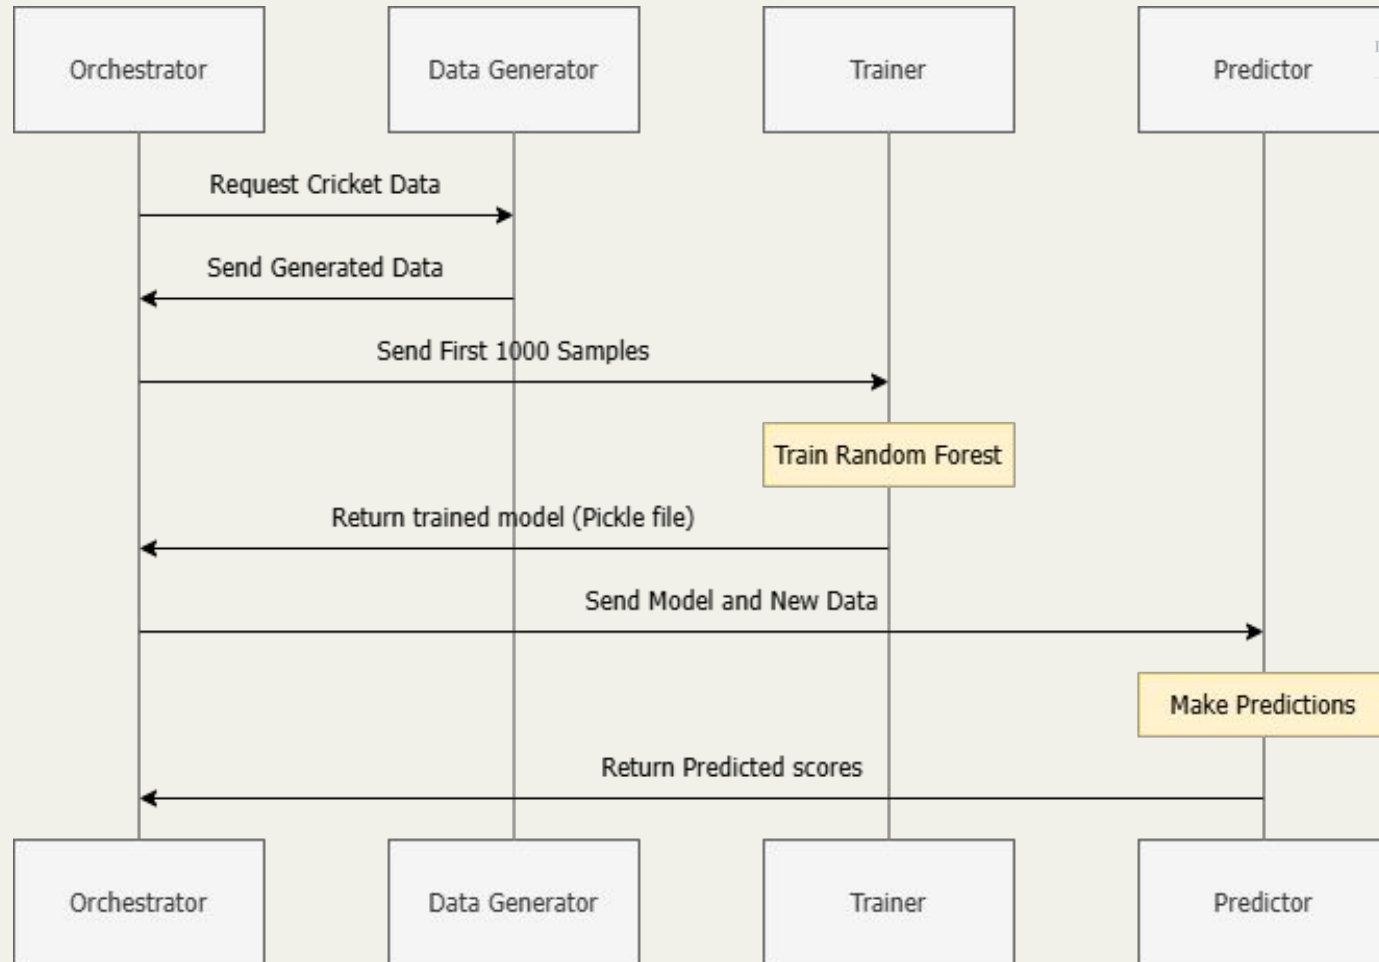 Orchestrator
Data Generator
Trainer
Predictor
Request Cricket Data
Send Generated Data
Send First 1000 Samples
Train Random Forest
Return trained model (Pickle file)
Send Model and New Data
Make Predictions
Return Predicted scores
Orchestrator
Data Generator
Trainer
Predictor